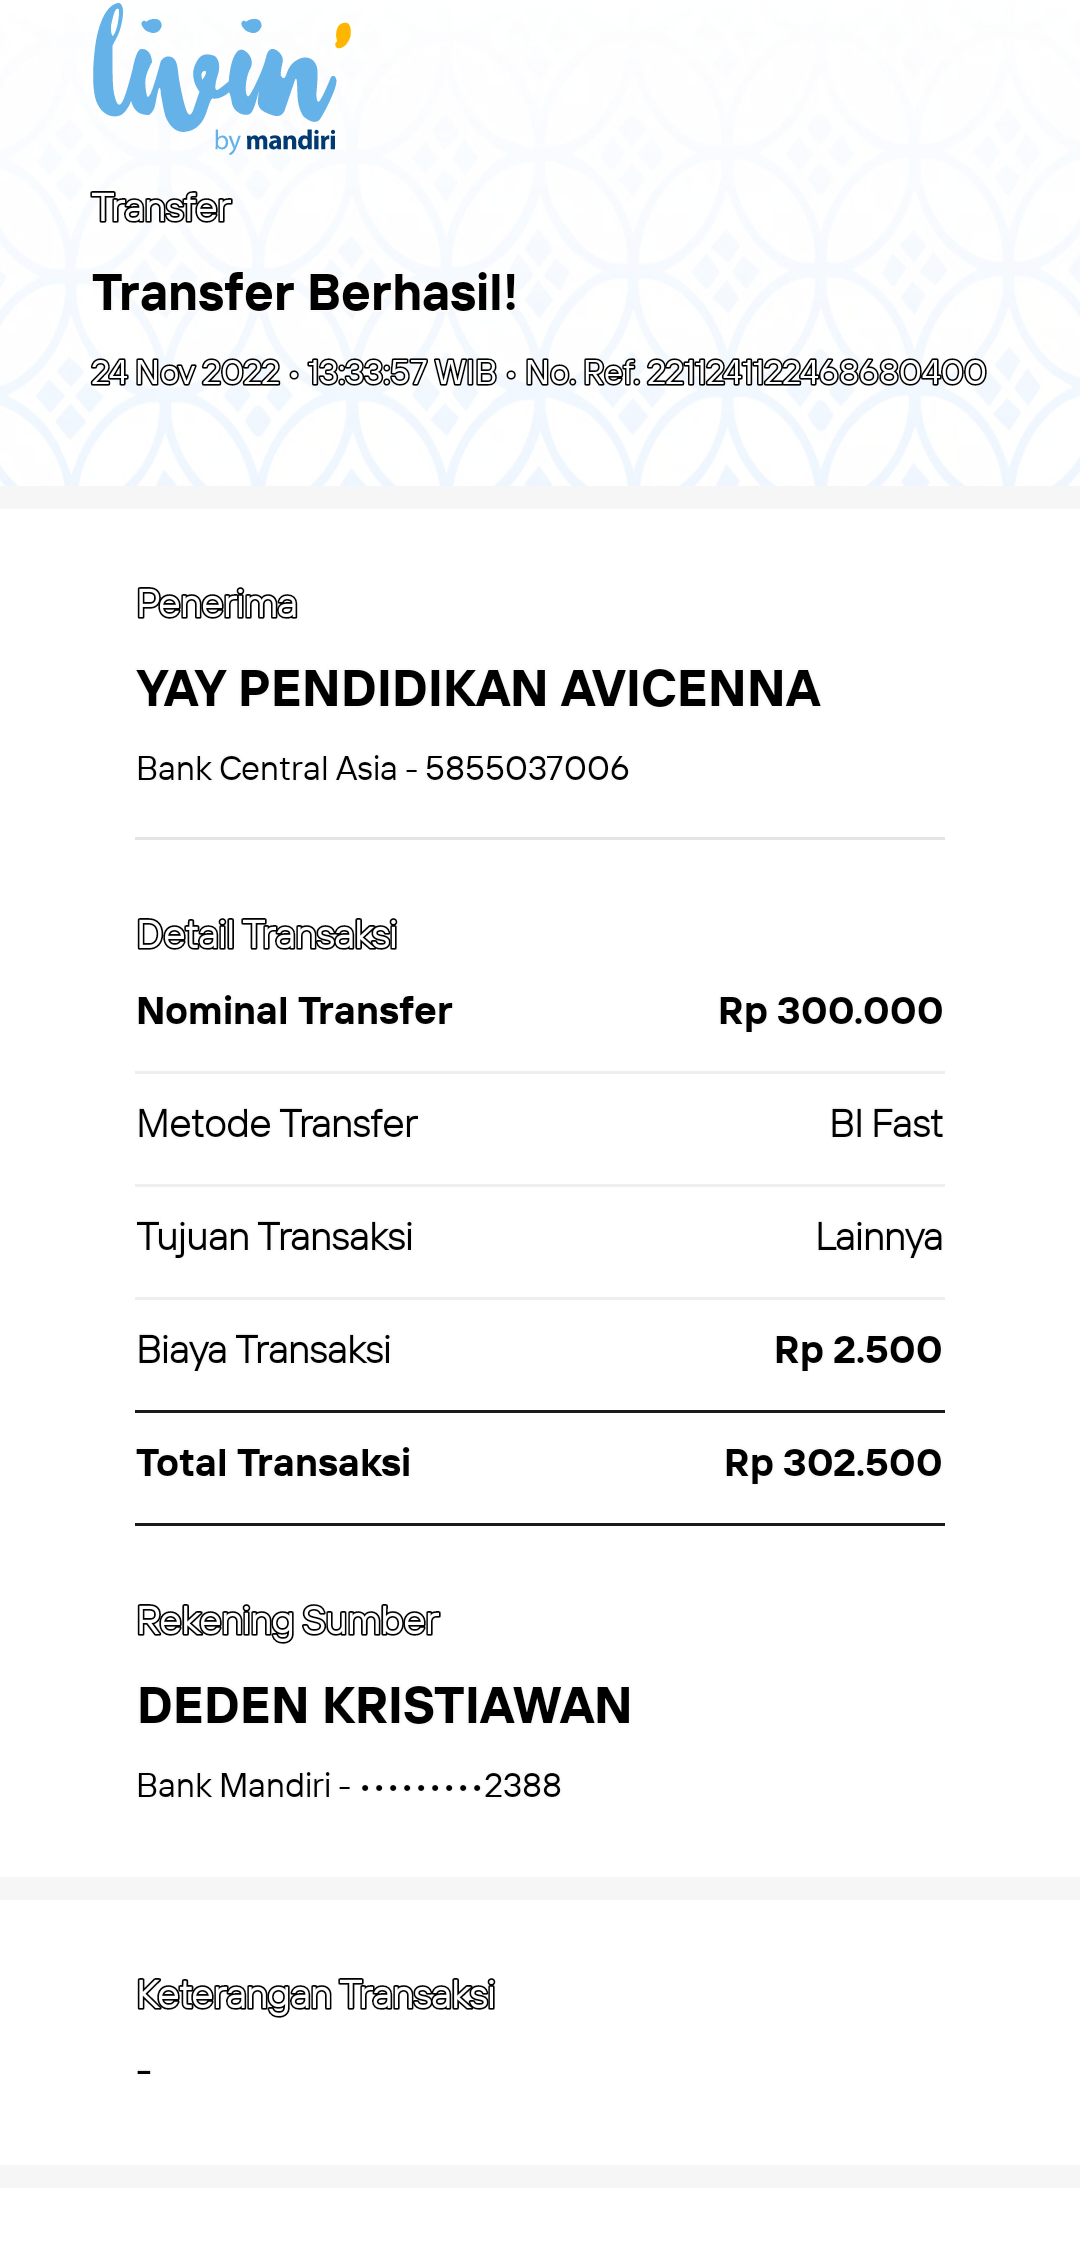 livin'
by mandiri
Transfer
Transfer Berhasil!
24 Nov 2022 • 13:33:57 WIB • No. Ref. 2211241122468680400
Penerima
YAY PENDIDIKAN AVICENNA
Bank Central Asia - 5855037006
Detail Transaksi
Nominal Transfer Rp 300.000
Metode Transfer BI Fast
Tujuan Transaksi Lainnya
Biaya Transaksi Rp 2.500
Total Transaksi Rp 302.500
Rekening Sumber
DEDEN KRISTIAWAN
Bank Mandiri - •••••••••2388
Keterangan Transaksi
-